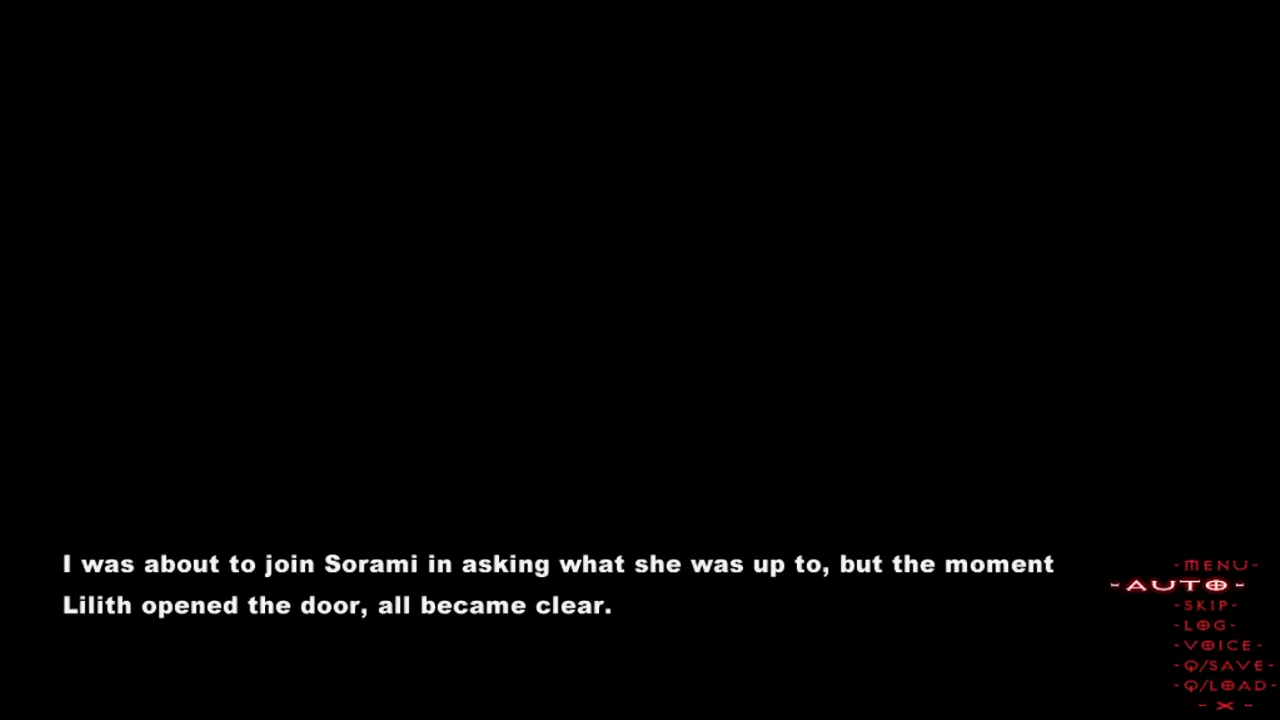 I was about to join Sorami in asking what she was up to, but the moment
Lilith opened the door, all became clear.
-MENU-
-AUTO-
-SKIP-
-LOG-
-VOICE-
-Q/SAVE-
-Q/LOAD-
-X-